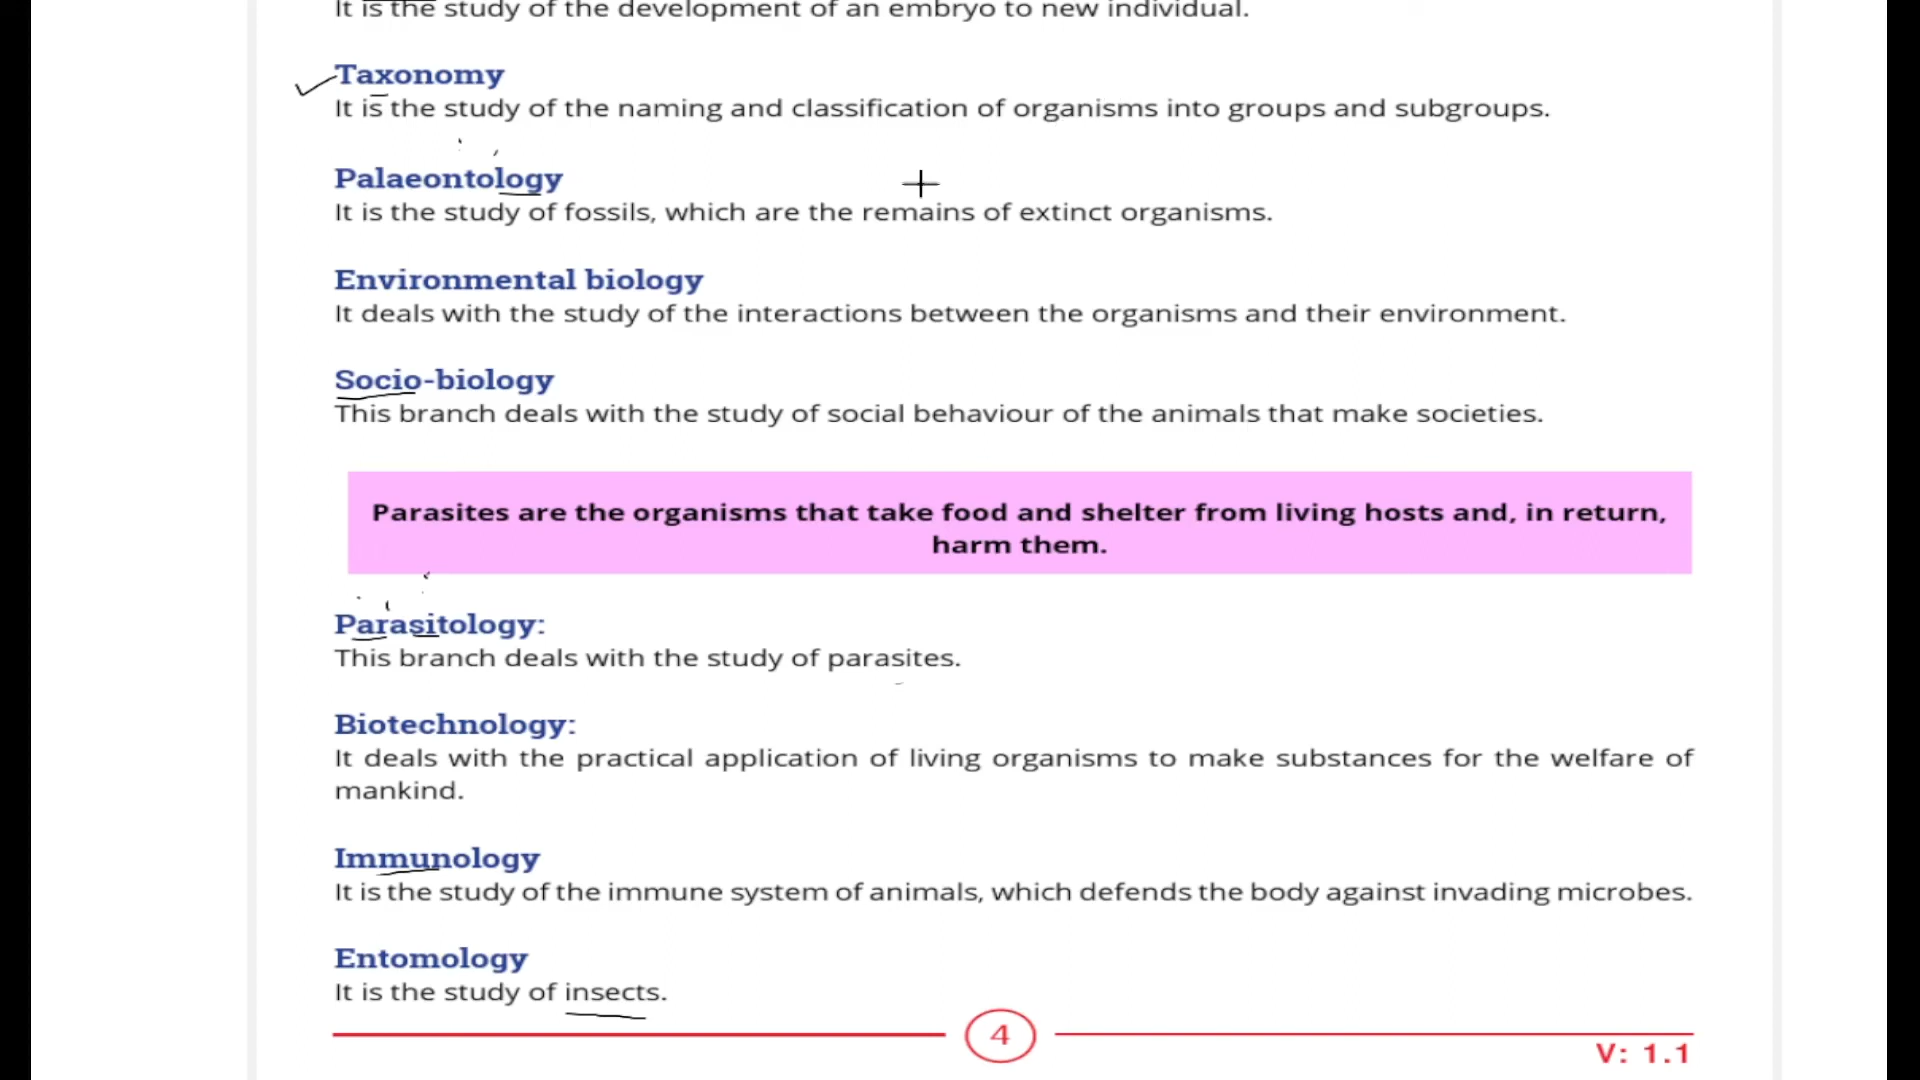 It is the study of the development of an embryo to new individual.
Taxonomy
It is the study of the naming and classification of organisms into groups and subgroups.
Palaeontology
It is the study of fossils, which are the remains of extinct organisms.
Environmental biology
It deals with the study of the interactions between the organisms and their environment.
Socio-biology
This branch deals with the study of social behaviour of the animals that make societies.
Parasites are the organisms that take food and shelter from living hosts and, in return,
harm them.
Parasitology:
This branch deals with the study of parasites.
Biotechnology:
It deals with the practical application of living organisms to make substances for the welfare of
mankind.
Immunology
It is the study of the immune system of animals, which defends the body against invading microbes.
Entomology
It is the study of insects.
4
V: 1.1